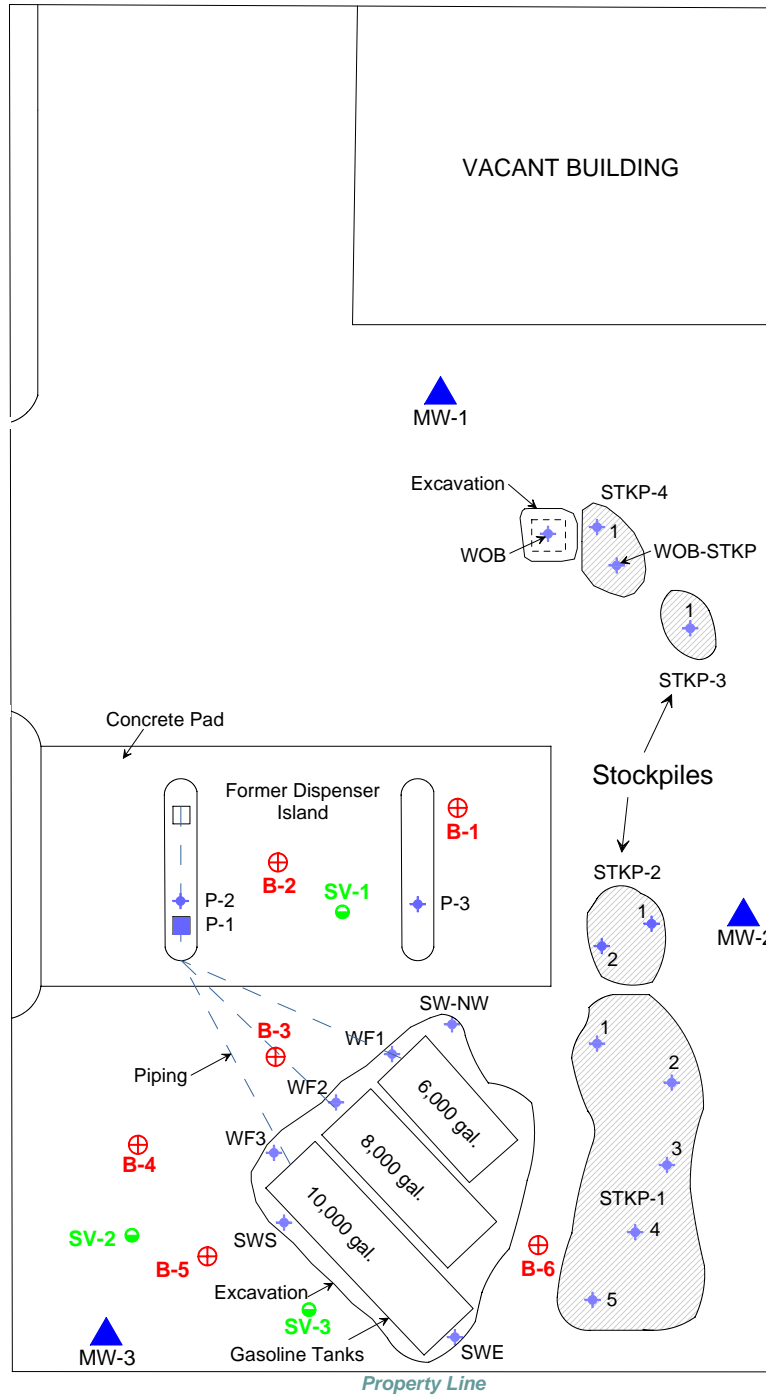 VACANT BUILDING
MW-1
Excavation
STKP-4
1
WOB
WOB-STKP
1
STKP-3
Concrete Pad
Stockpiles
Former Dispenser
Island
B-1
B-2
SV-1
STKP-2
P-2
P-1
P-3
1
2
MW-2
SW-NW
B-3
WF1
1
Piping
WF2
2
6,000 gal.
WF3
8,000 gal.
3
B-4
10,000 gal.
STKP-1
4
SV-2
SWS
B-5
B-6
Excavation
5
SV-3
MW-3
Gasoline Tanks
SWE
Property Line